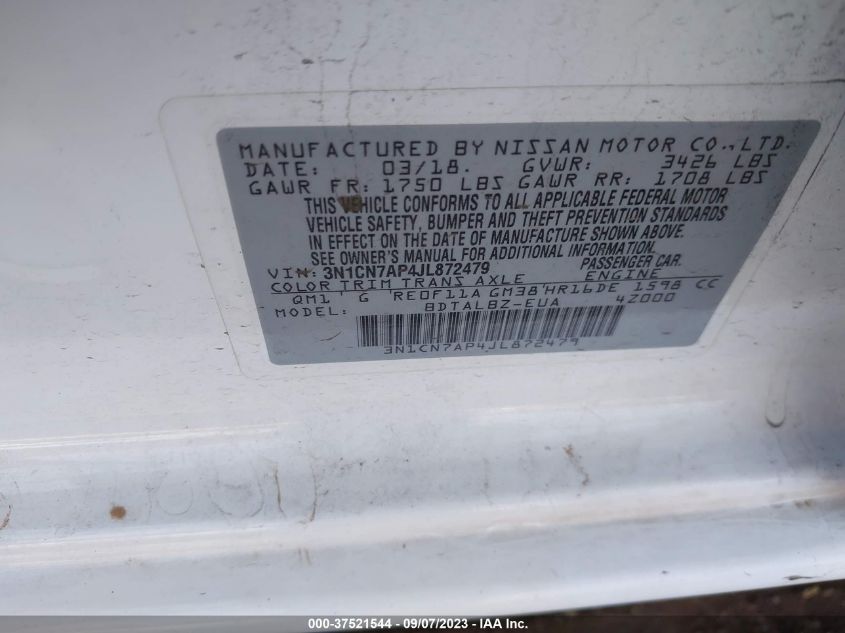 MANUFACTURED BY NISSAN MOTOR CO., LTD.
DATE: 03/18. GVWR: 3426 LBS
GAWR FR: 1750 LBS GAWR RR: 1708 LBS
THIS VEHICLE CONFORMS TO ALL APPLICABLE FEDERAL MOTOR
VEHICLE SAFETY, BUMPER AND THEFT PREVENTION STANDARDS
IN EFFECT ON THE DATE OF MANUFACTURE SHOWN ABOVE.
SEE OWNER'S MANUAL FOR ADDITIONAL INFORMATION.
VIN: 3N1CN7AP4JL872479 PASSENGER CAR
COLOR TRIM TRANS AXLE ENGINE
QM1 G RE0F11A GM38 HR16DE 1598 CC
MODEL: BDTALBZ-EUA 4Z000
3N1CN7AP4JL872479
000-37521544 - 09/07/2023 - IAA Inc.